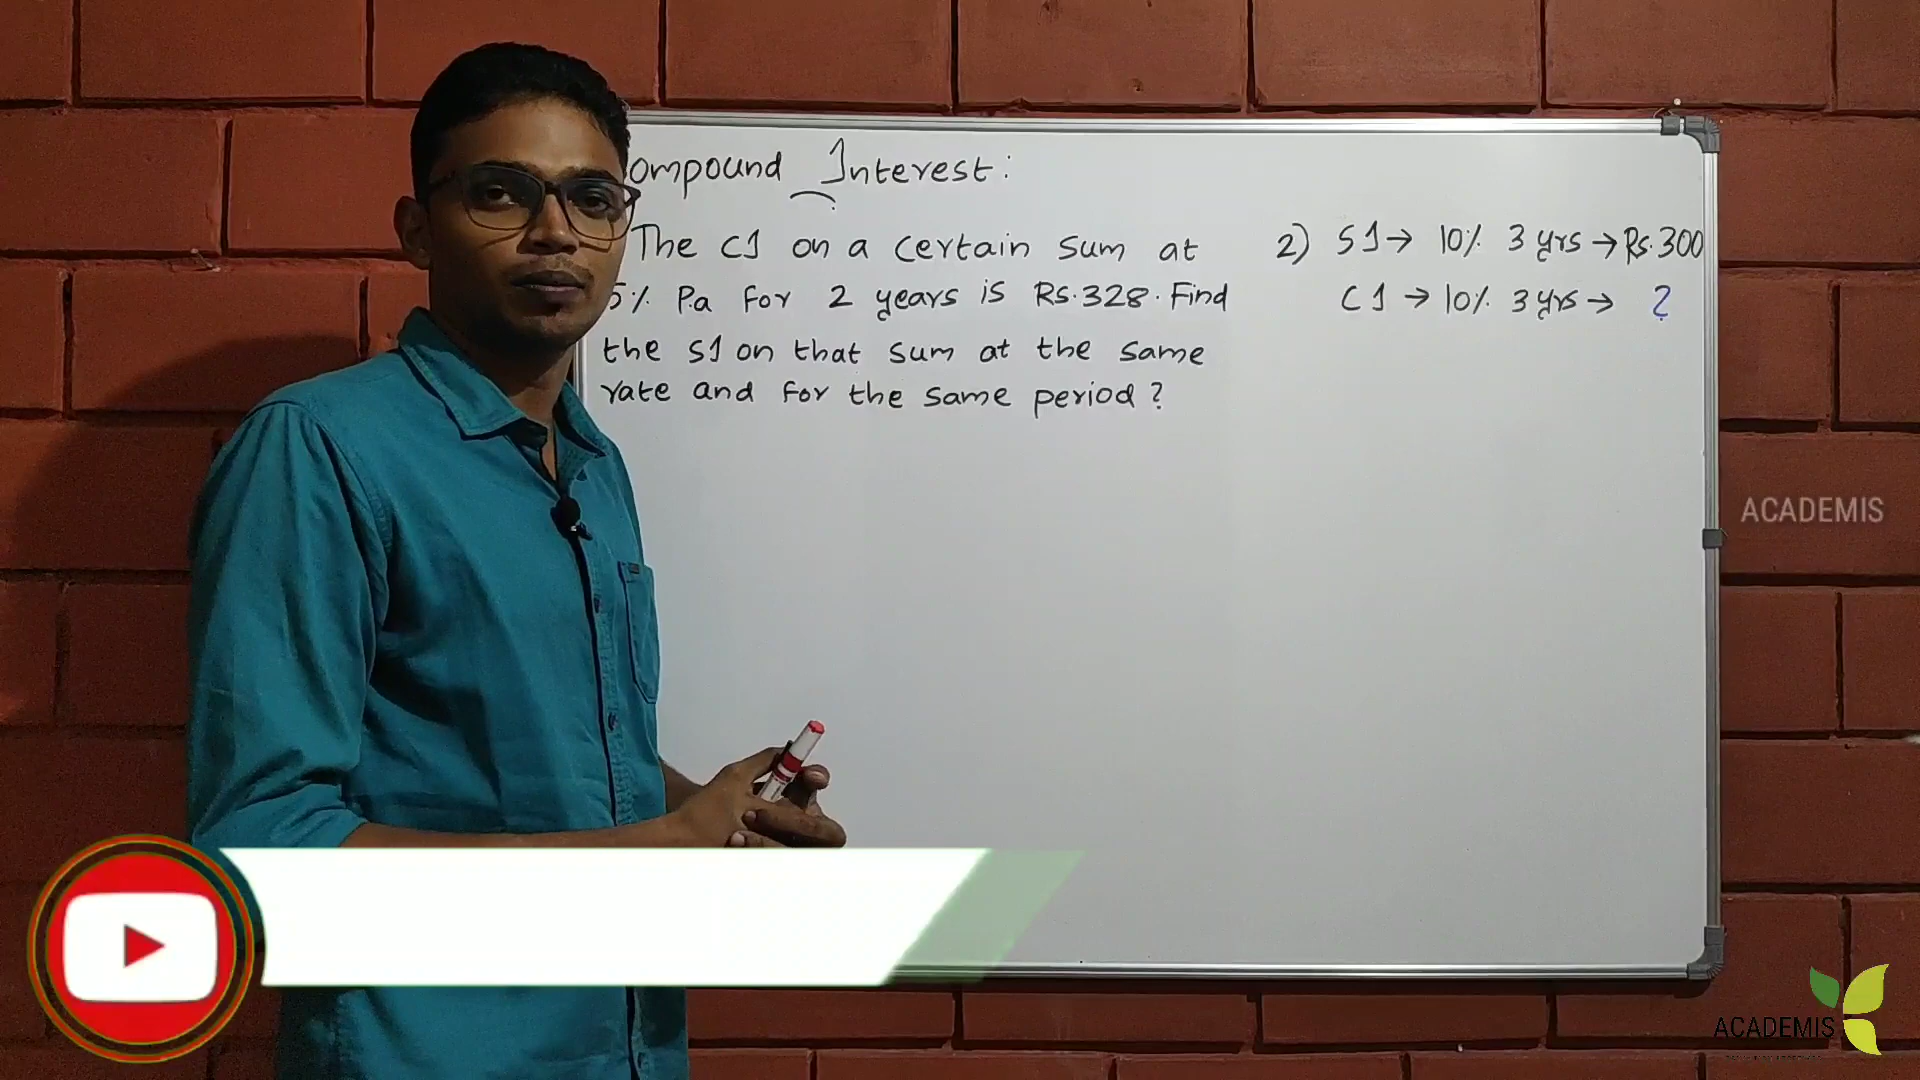 ompound Interest:
The CI on a certain sum at
5% P.a for 2 years is Rs.328. Find
the SI on that sum at the same
rate and for the same period?
2) SI → 10% 3 yrs → Rs.300
CI → 10% 3 yrs → ?
ACADEMIS
ACADEMIS